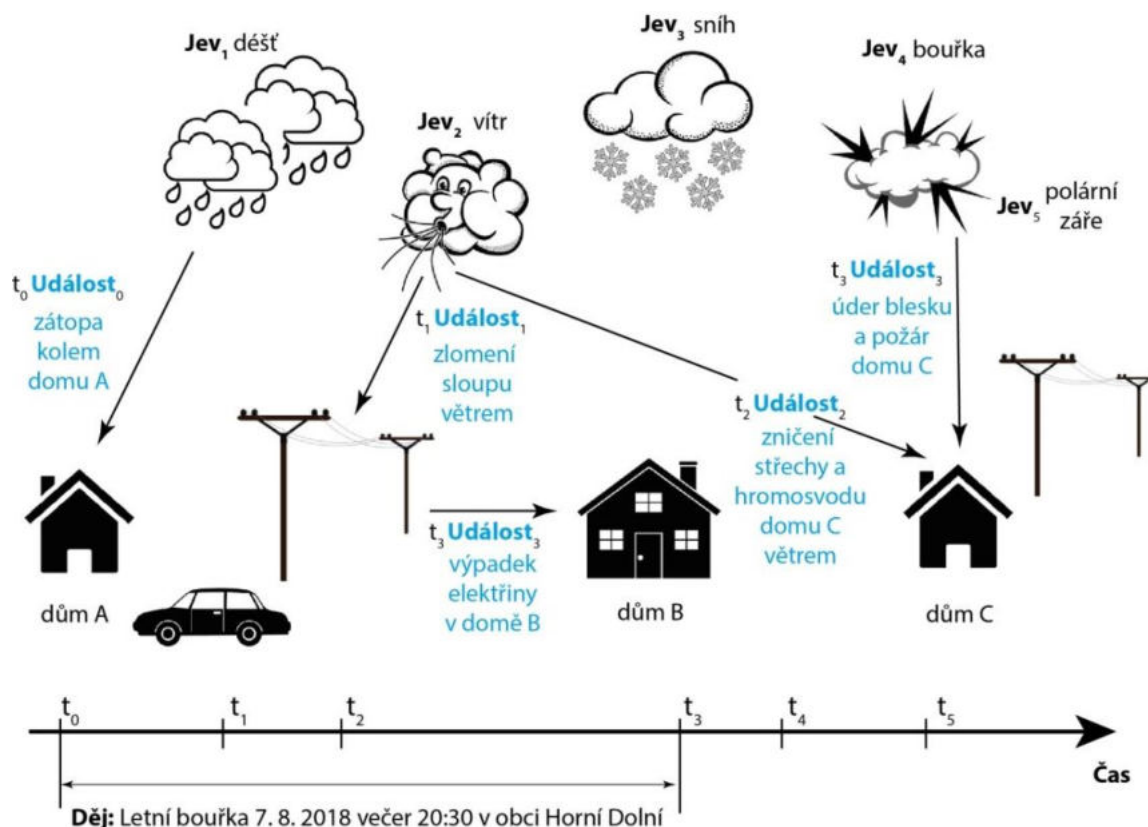 Jev₁ déšť
Jev₂ vítr
Jev₃ sníh
Jev₄ bouřka
Jev₅ polární
záře
t₀ Událost₀
zátopa
kolem
domu A
t₁ Událost₁
zlomení
sloupu
větrem
t₂ Událost₂
zničení
střechy a
hromosvodu
domu C
větrem
t₃ Událost₃
úder blesku
a požár
domu C
t₃ Událost₃
výpadek
elektřiny
v domě B
dům A
dům B
dům C
t₀
t₁
t₂
t₃
t₄
t₅
Čas
Děj: Letní bouřka 7. 8. 2018 večer 20:30 v obci Horní Dolní